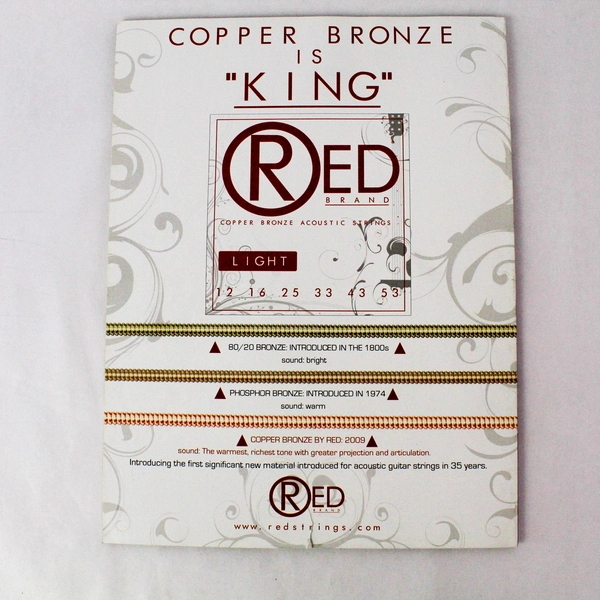 COPPER BRONZE
IS
"KING"
RED
BRAND
COPPER BRONZE ACOUSTIC STRINGS
LIGHT
12 16 25 33 43 53
80/20 BRONZE: INTRODUCED IN THE 1800s
sound: bright
PHOSPHOR BRONZE: INTRODUCED IN 1974
sound: warm
COPPER BRONZE BY RED: 2009
sound: The warmest, richest tone with greater projection and articulation.
Introducing the first significant new material introduced for acoustic guitar strings in 35 years.
RED
BRAND
www.redstrings.com